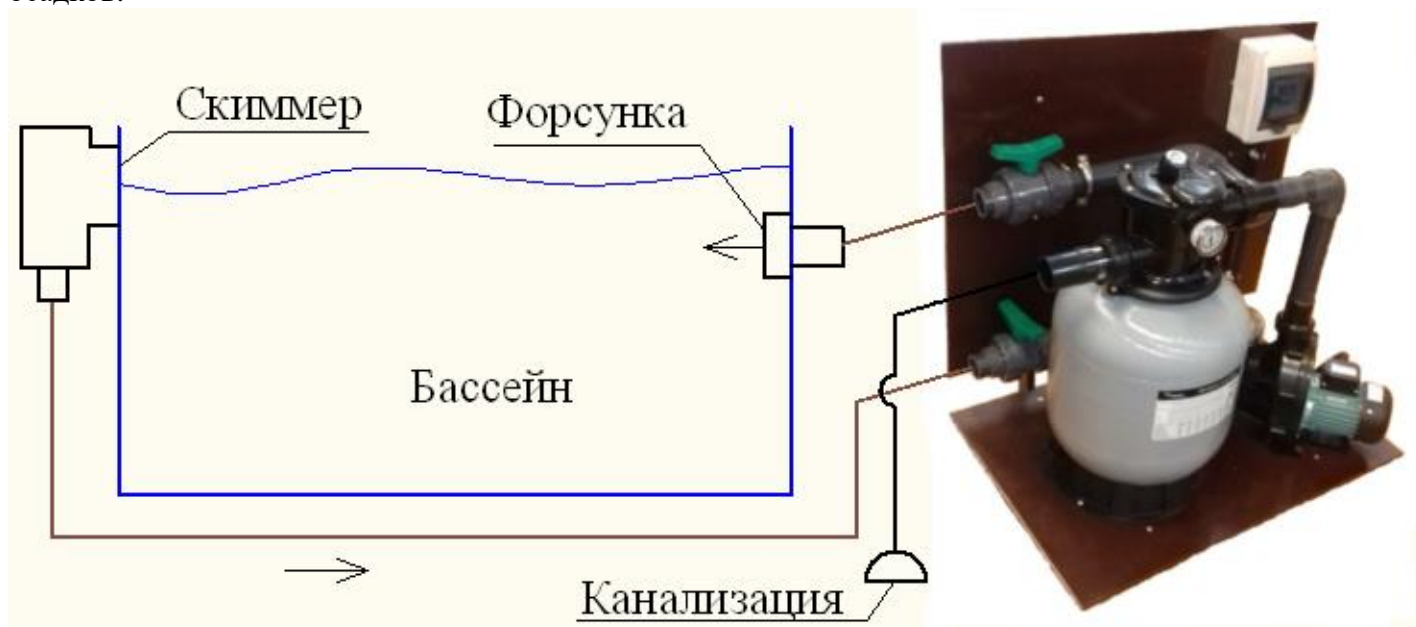 Скиммер
Форсунка
Бассейн
Канализация